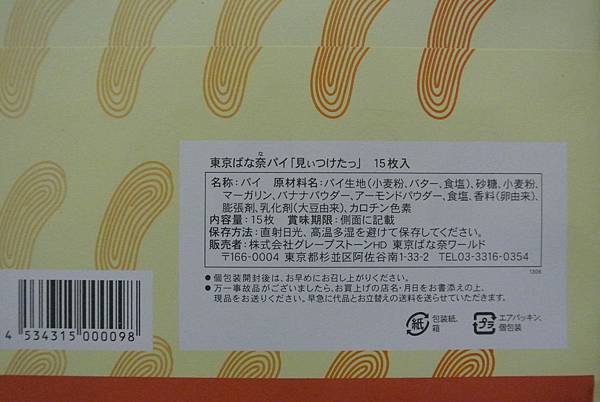 東京ばな奈パイ「見ぃつけたっ」 15枚入
な
名称:パイ 原材料名:パイ生地(小麦粉、バター、食塩)、砂糖、小麦粉、
マーガリン、バナナパウダー、アーモンドパウダー、食塩、香料(卵由来)、
膨張剤、乳化剤(大豆由来)、カロチン色素
内容量:15枚 賞味期限:側面に記載
保存方法:直射日光、高温多湿を避けて保存してください。
販売者:株式会社グレープストーンHD 東京ばな奈ワールド
〒166-0004 東京都杉並区阿佐谷南1-33-2 TEL03-3316-0354
●個包装開封後は、お早めにお召し上がりください。
1306
●万一事故品がございましたら、お買上げの店名・月日をお書添えの上、
現品をお送りください。早急に代品とお立替えの送料を送らせていただきます。
紙 包装紙、
箱
プラ エアパッキン、
個包装
4 534315 000098